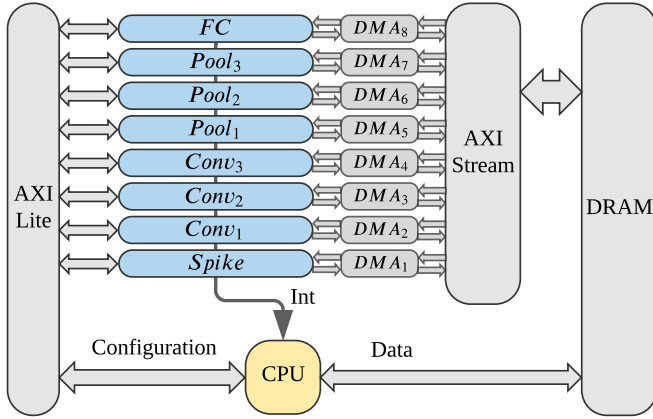 FC DMA₈
Pool₃ DMA₇
Pool₂ DMA₆
Pool₁ DMA₅
Conv₃ DMA₄
Conv₂ DMA₃
Conv₁ DMA₂
Spike DMA₁
AXI
Lite
AXI
Stream
DRAM
Int
Configuration
CPU
Data